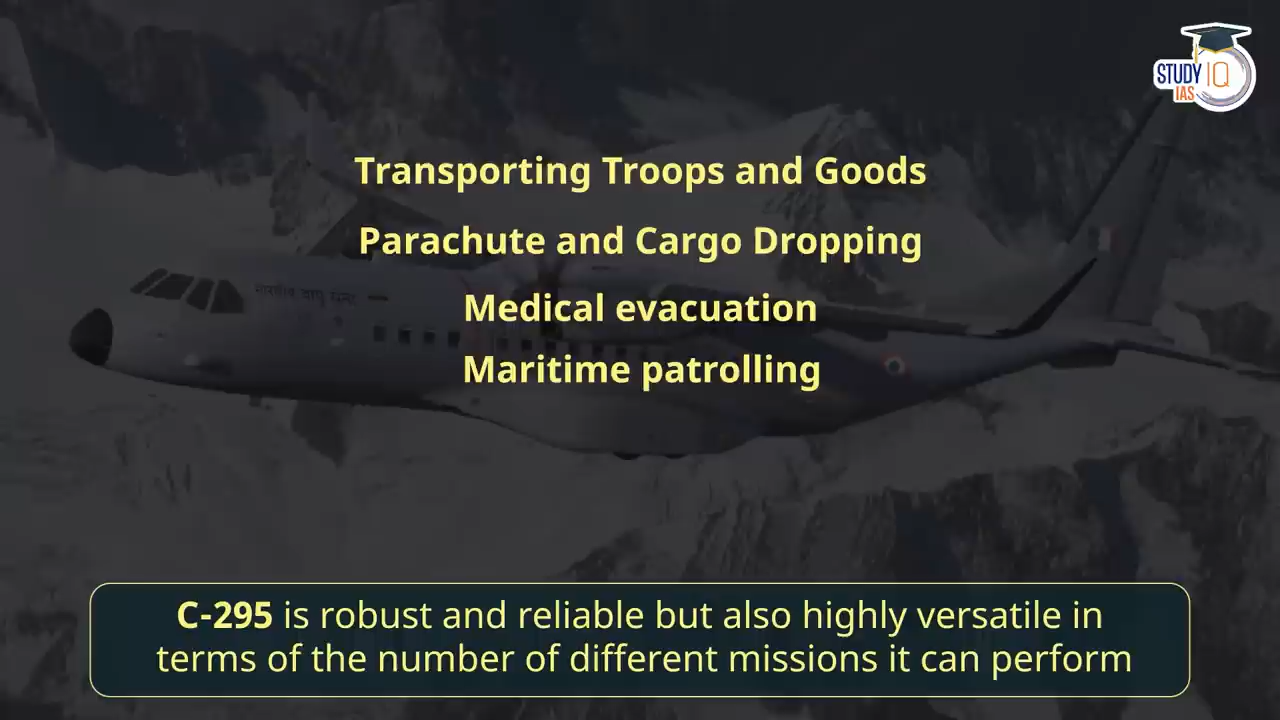 STUDY IQ
IAS
Transporting Troops and Goods
Parachute and Cargo Dropping
भारतीय वायु सेना
Medical evacuation
Maritime patrolling
C-295 is robust and reliable but also highly versatile in
terms of the number of different missions it can perform